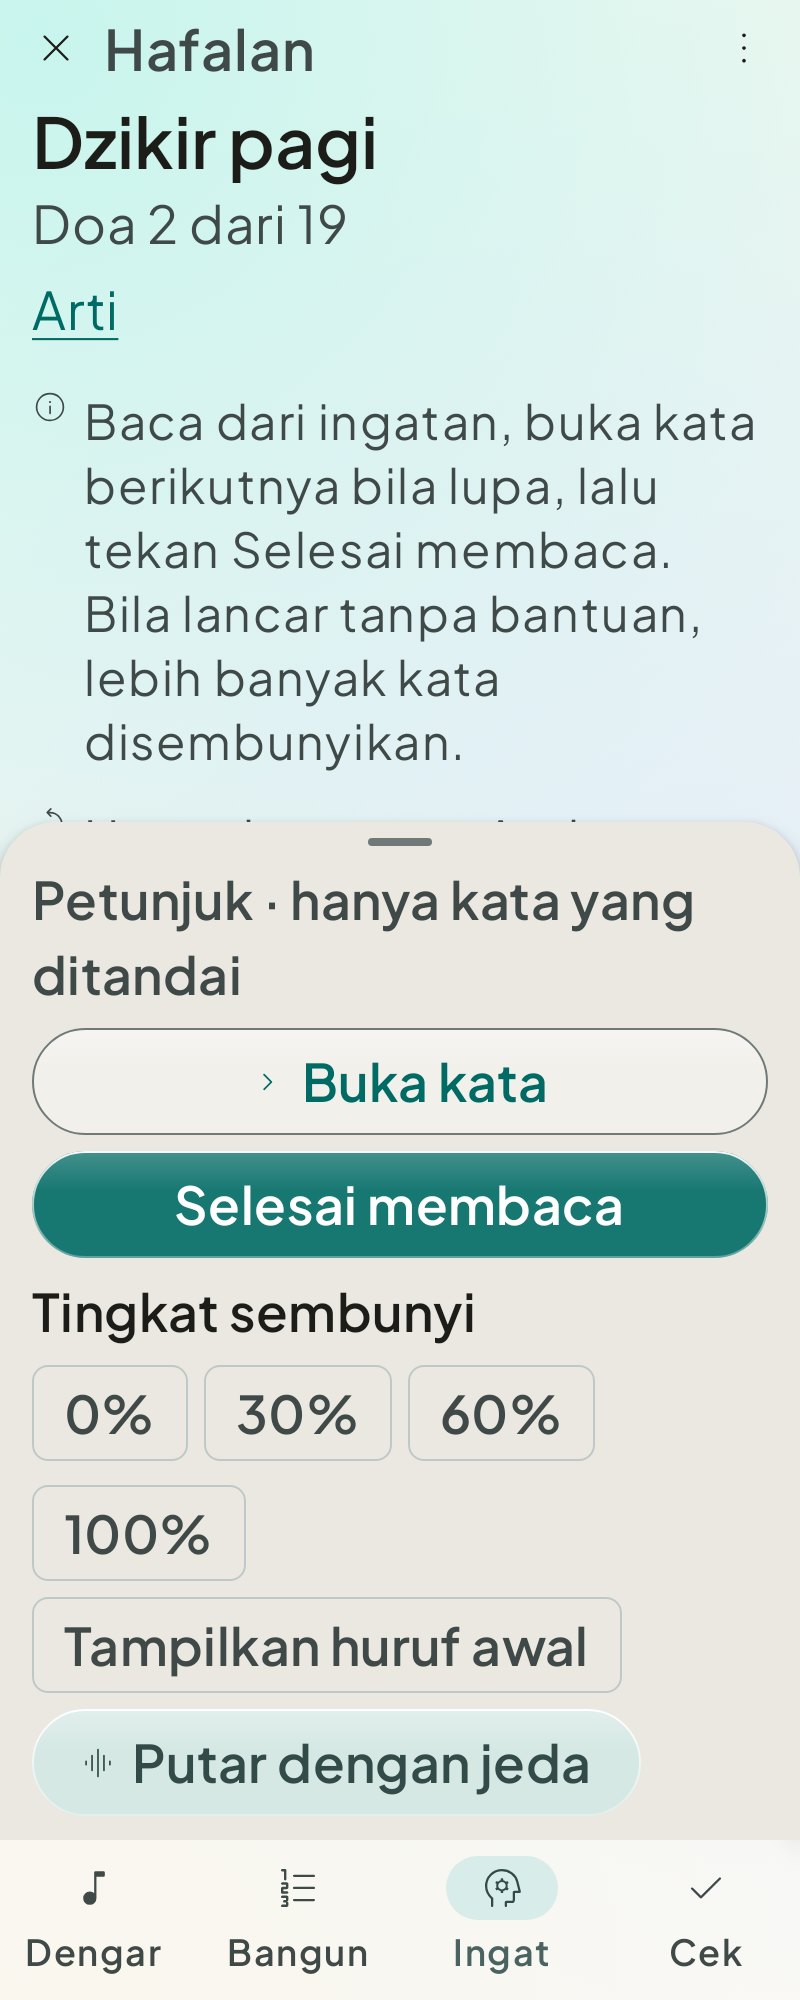 Hafalan
Dzikir pagi
Doa 2 dari 19
Arti
Baca dari ingatan, buka kata
berikutnya bila lupa, lalu
tekan Selesai membaca.
Bila lancar tanpa bantuan,
lebih banyak kata
disembunyikan.
Petunjuk · hanya kata yang
ditandai
Buka kata
Selesai membaca
Tingkat sembunyi
0% 30% 60%
100%
Tampilkan huruf awal
Putar dengan jeda
Dengar Bangun Ingat Cek